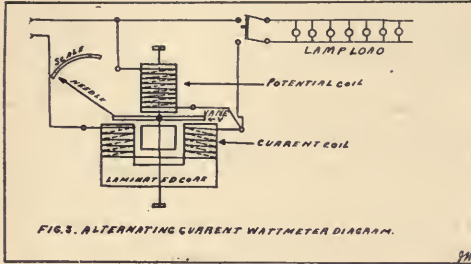 LAMP LOAD
SCALE
POTENTIAL COIL
NEEDLE
VANE
V
CURRENT COIL
LAMINATED CORE
FIG.3. ALTERNATING CURRENT WATTMETER DIAGRAM.